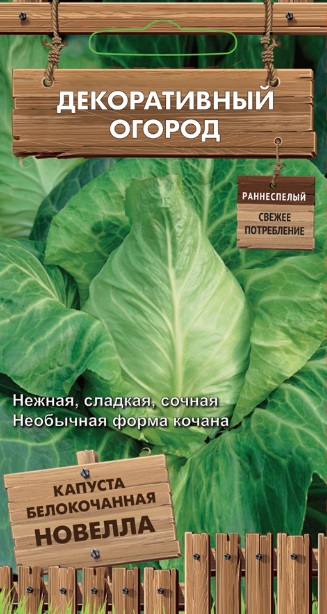 ДЕКОРАТИВНЫЙ
ОГОРОД
РАННЕСПЕЛЫЙ
СВЕЖЕЕ
ПОТРЕБЛЕНИЕ
Нежная, сладкая, сочная
Необычная форма кочана
КАПУСТА
БЕЛОКОЧАННАЯ
НОВЕЛЛА